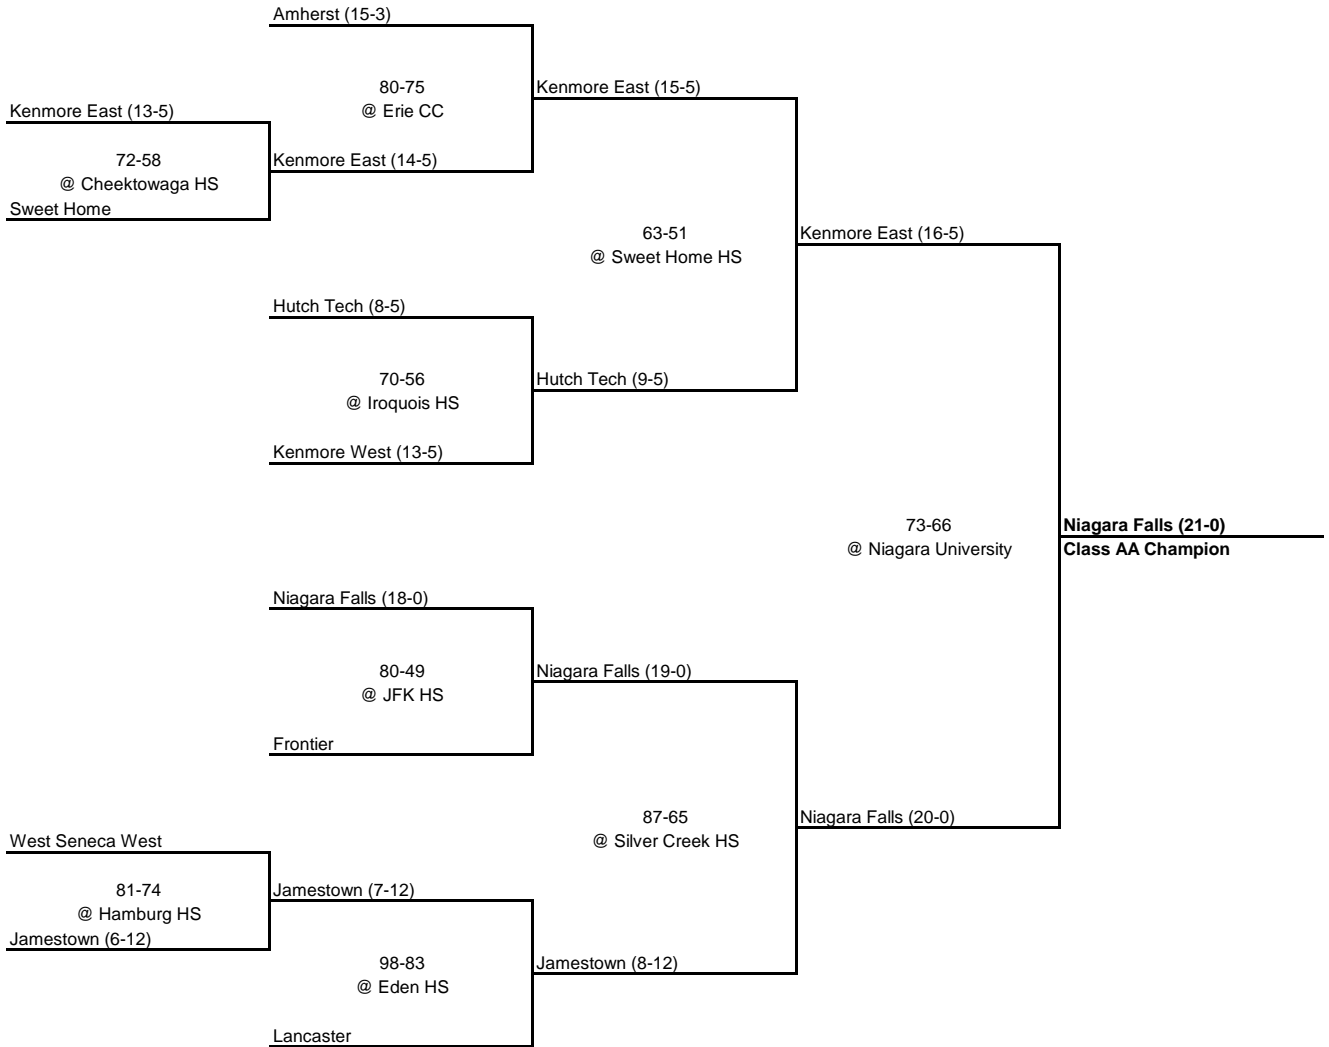 Amherst (15-3)
80-75
@ Erie CC
Kenmore East (15-5)
Kenmore East (13-5)
72-58
@ Cheektowaga HS
Kenmore East (14-5)
Sweet Home
63-51
@ Sweet Home HS
Kenmore East (16-5)
Hutch Tech (8-5)
70-56
@ Iroquois HS
Hutch Tech (9-5)
Kenmore West (13-5)
73-66
@ Niagara University
Niagara Falls (21-0)
Class AA Champion
Niagara Falls (18-0)
80-49
@ JFK HS
Niagara Falls (19-0)
Frontier
87-65
@ Silver Creek HS
Niagara Falls (20-0)
West Seneca West
81-74
@ Hamburg HS
Jamestown (7-12)
Jamestown (6-12)
98-83
@ Eden HS
Jamestown (8-12)
Lancaster